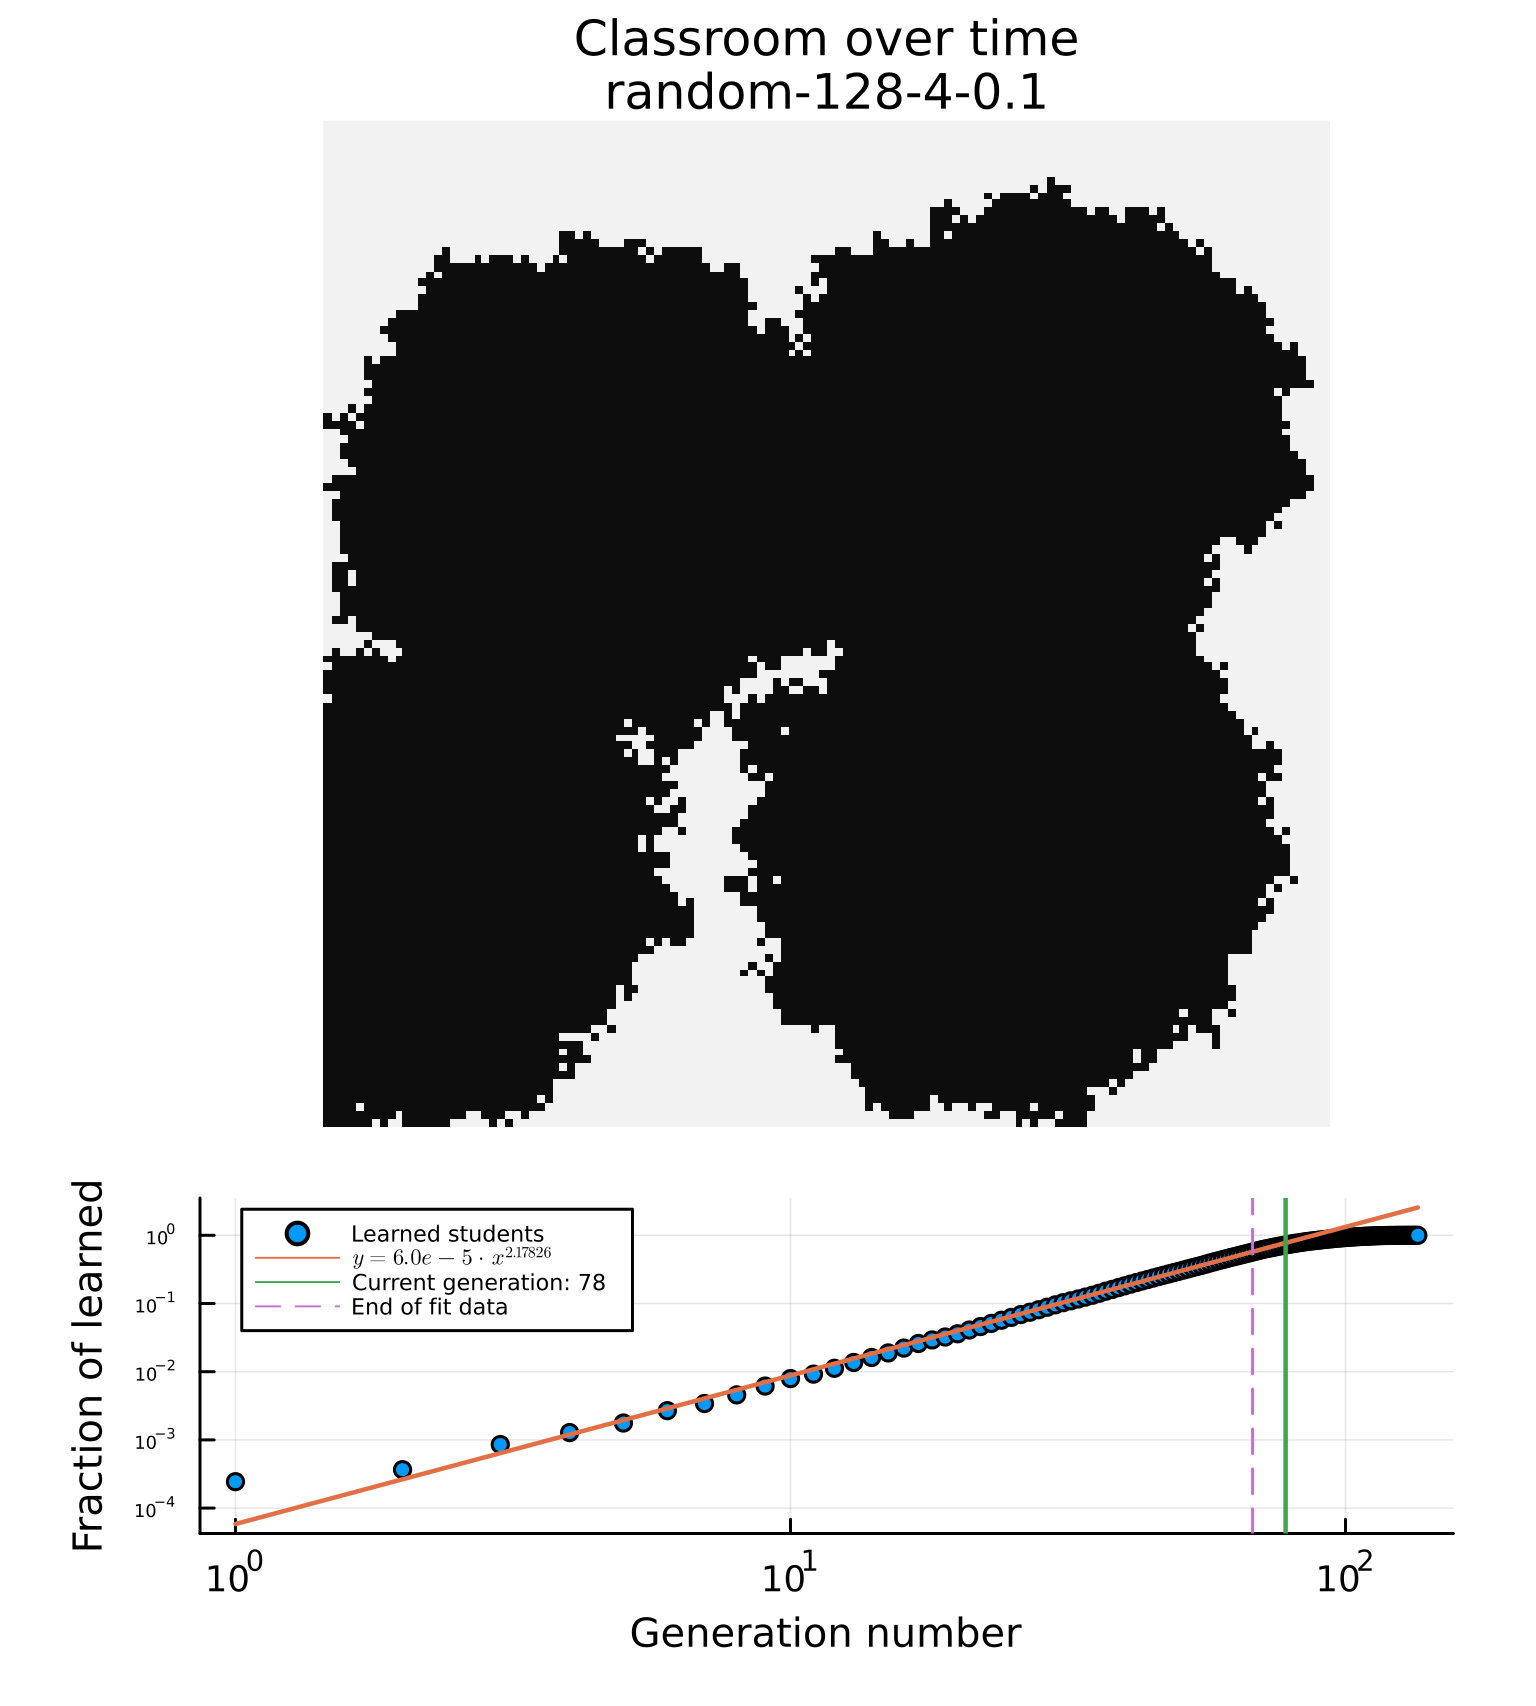 Classroom over time
random-128-4-0.1
Fraction of learned
10^0
10^-1
10^-2
10^-3
10^-4
Learned students
y = 6.0e − 5 · x^2.17826
Current generation: 78
End of fit data
10^0 10^1 10^2
Generation number